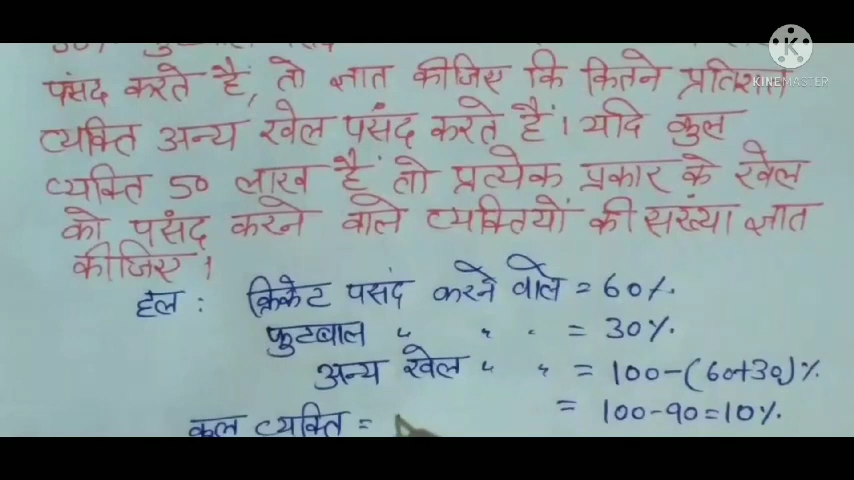 KINEMASTER
पसंद करते है, तो ज्ञात कीजिए कि कितने प्रतिशत
व्यक्ति अन्य खेल पसंद करते हैं। यदि कुल
व्यक्ति 50 लाख हैं तो प्रत्येक प्रकार के खेल
को पसंद करने वाले व्यक्तियों की सख्या ज्ञात
कीजिए।
हल : क्रिकेट पसंद करने वाले = 60%.
फुटबाल " " " = 30%.
अन्य खेल " " = 100-(60+30)%
= 100-90=10%.
कुल व्यक्ति =